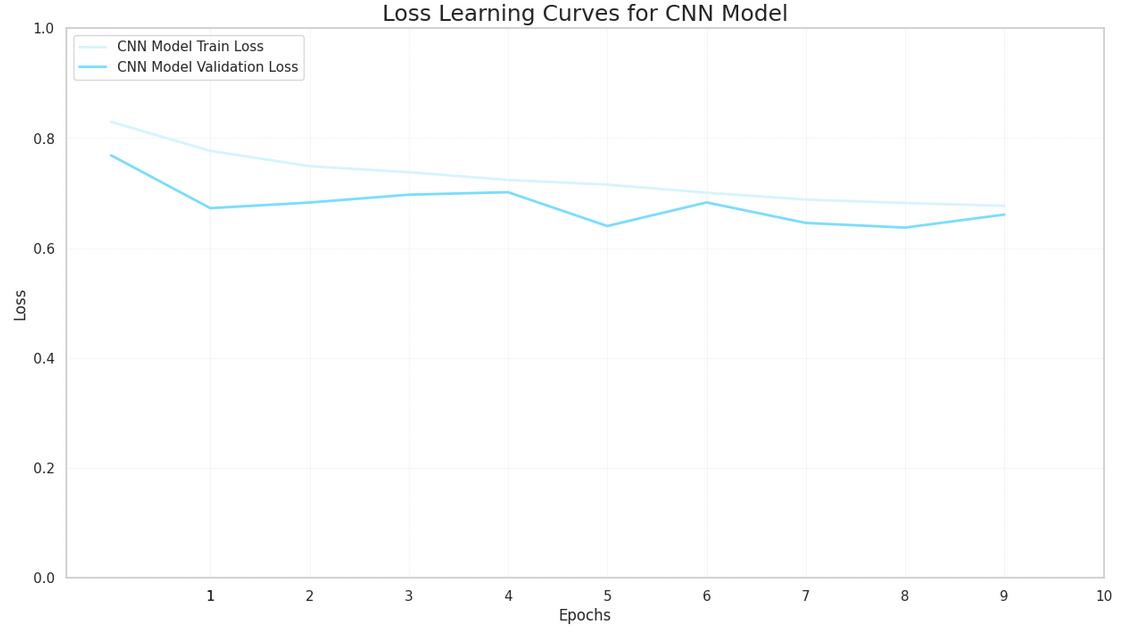 Loss Learning Curves for CNN Model
CNN Model Train Loss
CNN Model Validation Loss
1.0
0.8
0.6
0.4
0.2
0.0
Loss
1 2 3 4 5 6 7 8 9 10
Epochs